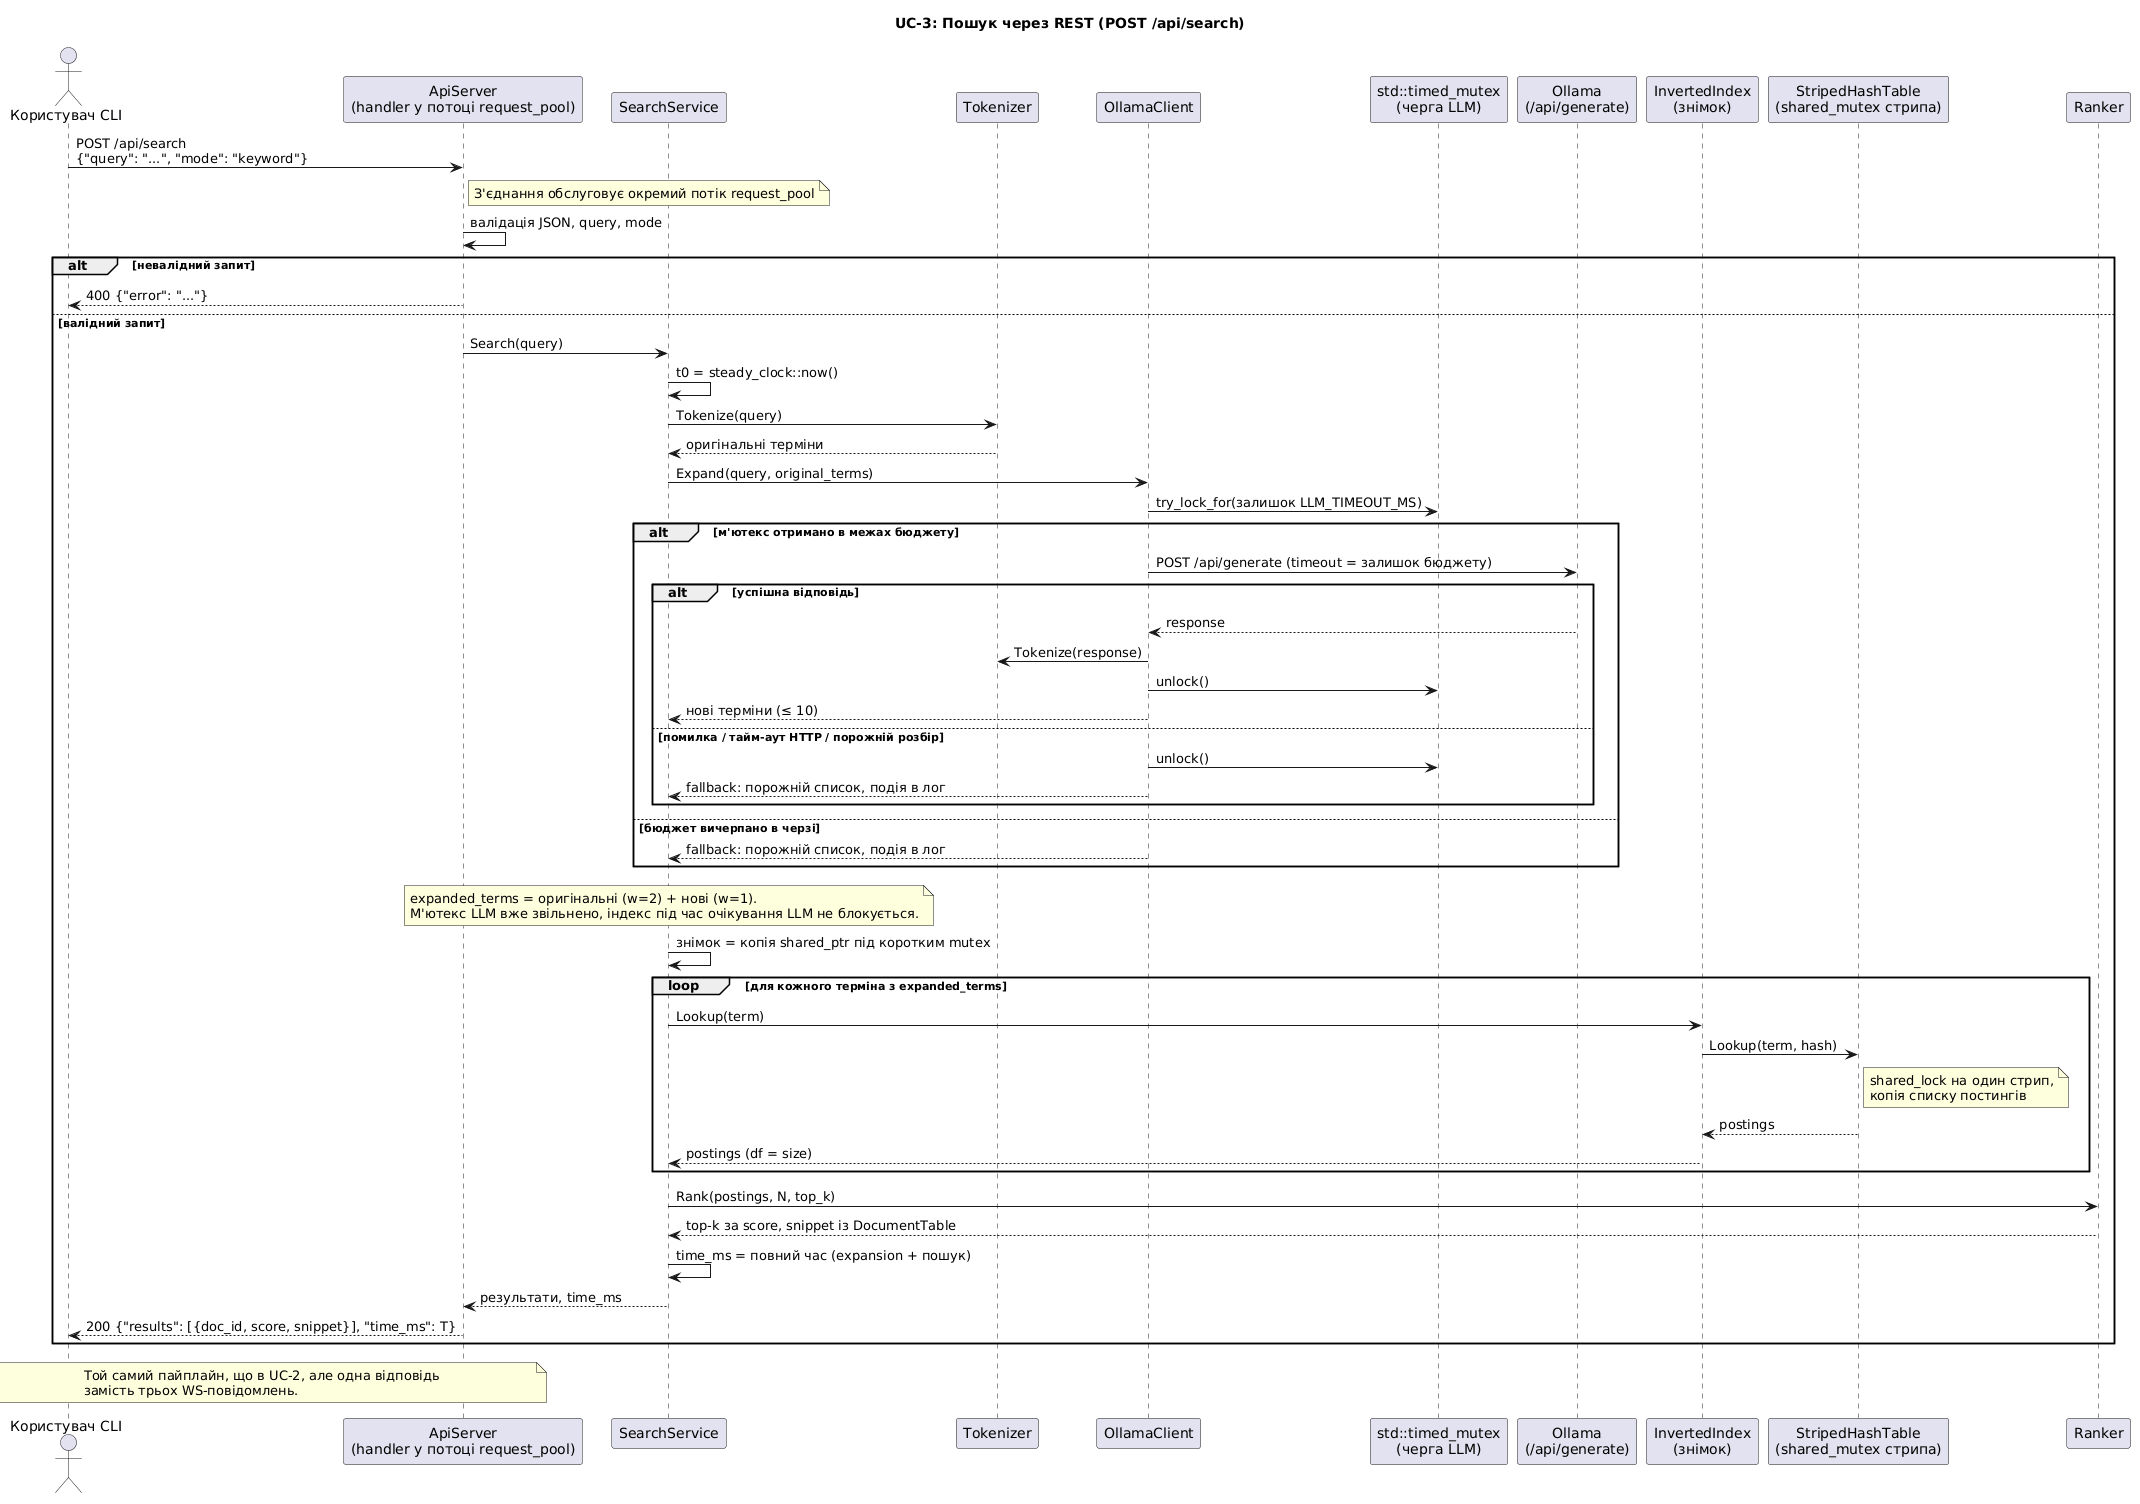 UC-3: Пошук через REST (POST /api/search)
Користувач CLI
ApiServer
(handler у потоці request_pool)
SearchService
Tokenizer
OllamaClient
std::timed_mutex
(черга LLM)
Ollama
(/api/generate)
InvertedIndex
(знімок)
StripedHashTable
(shared_mutex стрипа)
Ranker
POST /api/search
{"query": "...", "mode": "keyword"}
З'єднання обслуговує окремий потік request_pool
валідація JSON, query, mode
alt [невалідний запит]
400 {"error": "..."}
[валідний запит]
Search(query)
t0 = steady_clock::now()
Tokenize(query)
оригінальні терміни
Expand(query, original_terms)
try_lock_for(залишок LLM_TIMEOUT_MS)
alt [м'ютекс отримано в межах бюджету]
POST /api/generate (timeout = залишок бюджету)
alt [успішна відповідь]
response
Tokenize(response)
unlock()
нові терміни (≤ 10)
[помилка / тайм-аут HTTP / порожній розбір]
unlock()
fallback: порожній список, подія в лог
[бюджет вичерпано в черзі]
fallback: порожній список, подія в лог
expanded_terms = оригінальні (w=2) + нові (w=1).
М'ютекс LLM вже звільнено, індекс під час очікування LLM не блокується.
знімок = копія shared_ptr під коротким mutex
loop [для кожного терміна з expanded_terms]
Lookup(term)
Lookup(term, hash)
shared_lock на один стрип,
копія списку постингів
postings
postings (df = size)
Rank(postings, N, top_k)
top-k за score, snippet із DocumentTable
time_ms = повний час (expansion + пошук)
результати, time_ms
200 {"results": [{doc_id, score, snippet}], "time_ms": T}
Той самий пайплайн, що в UC-2, але одна відповідь
замість трьох WS-повідомлень.
Користувач CLI
ApiServer
(handler у потоці request_pool)
SearchService
Tokenizer
OllamaClient
std::timed_mutex
(черга LLM)
Ollama
(/api/generate)
InvertedIndex
(знімок)
StripedHashTable
(shared_mutex стрипа)
Ranker